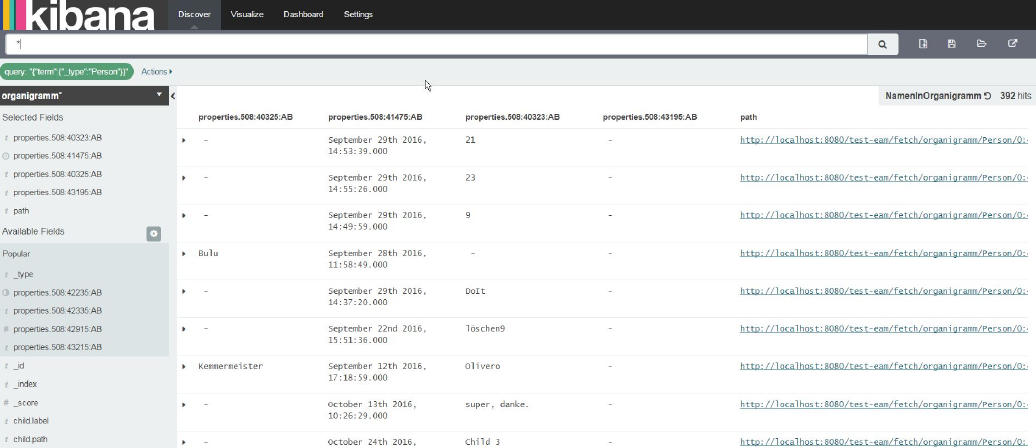 kibana
Discover Visualize Dashboard Settings
*
query: "{"term":{"_type":"Person"}}" Actions
organigramm* NamenInOrganigramm 392 hits
Selected Fields
t properties.508:40323:AB
properties.508:41475:AB
t properties.508:40325:AB
t properties.508:43195:AB
t path
Available Fields
Popular
t _type
properties.508:42235:AB
t properties.508:42335:AB
# properties.508:42915:AB
t properties.508:43215:AB
t _id
t _index
# _score
t child.label
t child.path
properties.508:40325:AB properties.508:41475:AB properties.508:40323:AB properties.508:43195:AB path
- September 29th 2016, 21 - http://localhost:8080/test-eam/fetch/organigramm/Person/0:
14:53:39.000
- September 29th 2016, 23 - http://localhost:8080/test-eam/fetch/organigramm/Person/0:
14:55:26.000
- September 29th 2016, 9 - http://localhost:8080/test-eam/fetch/organigramm/Person/0:
14:49:59.000
Bulu September 28th 2016, - - http://localhost:8080/test-eam/fetch/organigramm/Person/0:
11:58:49.000
- September 29th 2016, DoIt - http://localhost:8080/test-eam/fetch/organigramm/Person/0:
14:37:20.000
- September 22nd 2016, löschen9 - http://localhost:8080/test-eam/fetch/organigramm/Person/0:
15:51:36.000
Kemmermeister September 12th 2016, Olivero - http://localhost:8080/test-eam/fetch/organigramm/Person/0:
17:18:59.000
- October 13th 2016, super, danke. - http://localhost:8080/test-eam/fetch/organigramm/Person/0:
10:26:29.000
- October 24th 2016, Child 3 - http://localhost:8080/test-eam/fetch/organigramm/Person/0: